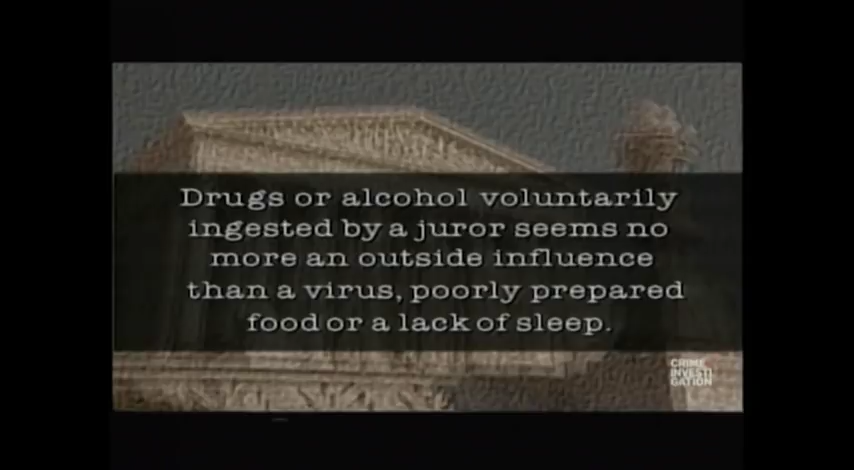 Drugs or alcohol voluntarily
ingested by a juror seems no
more an outside influence
than a virus, poorly prepared
food or a lack of sleep.
CRIME
INVESTI
GATION